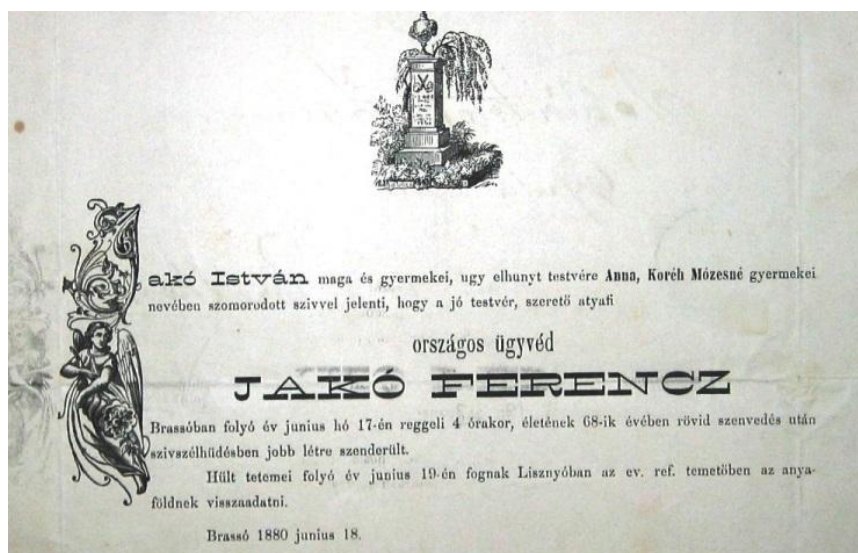 Jakó István maga és gyermekei, ugy elhunyt testvére Anna, Koréh Mózesné gyermekei
nevében szomorodott szivvel jelenti, hogy a jó testvér, szerető atyafi
országos ügyvéd
JAKÓ FERENCZ
Brassóban folyó év junius hó 17-én reggeli 4 órakor, életének 68-ik évében rövid szenvedés után
szivszélhüdésben jobb létre szenderült.
Hült tetemei folyó év junius 19-én fognak Lisznyóban az ev. ref. temetőben az anya-
földnek visszaadatni.
Brassó 1880 junius 18.